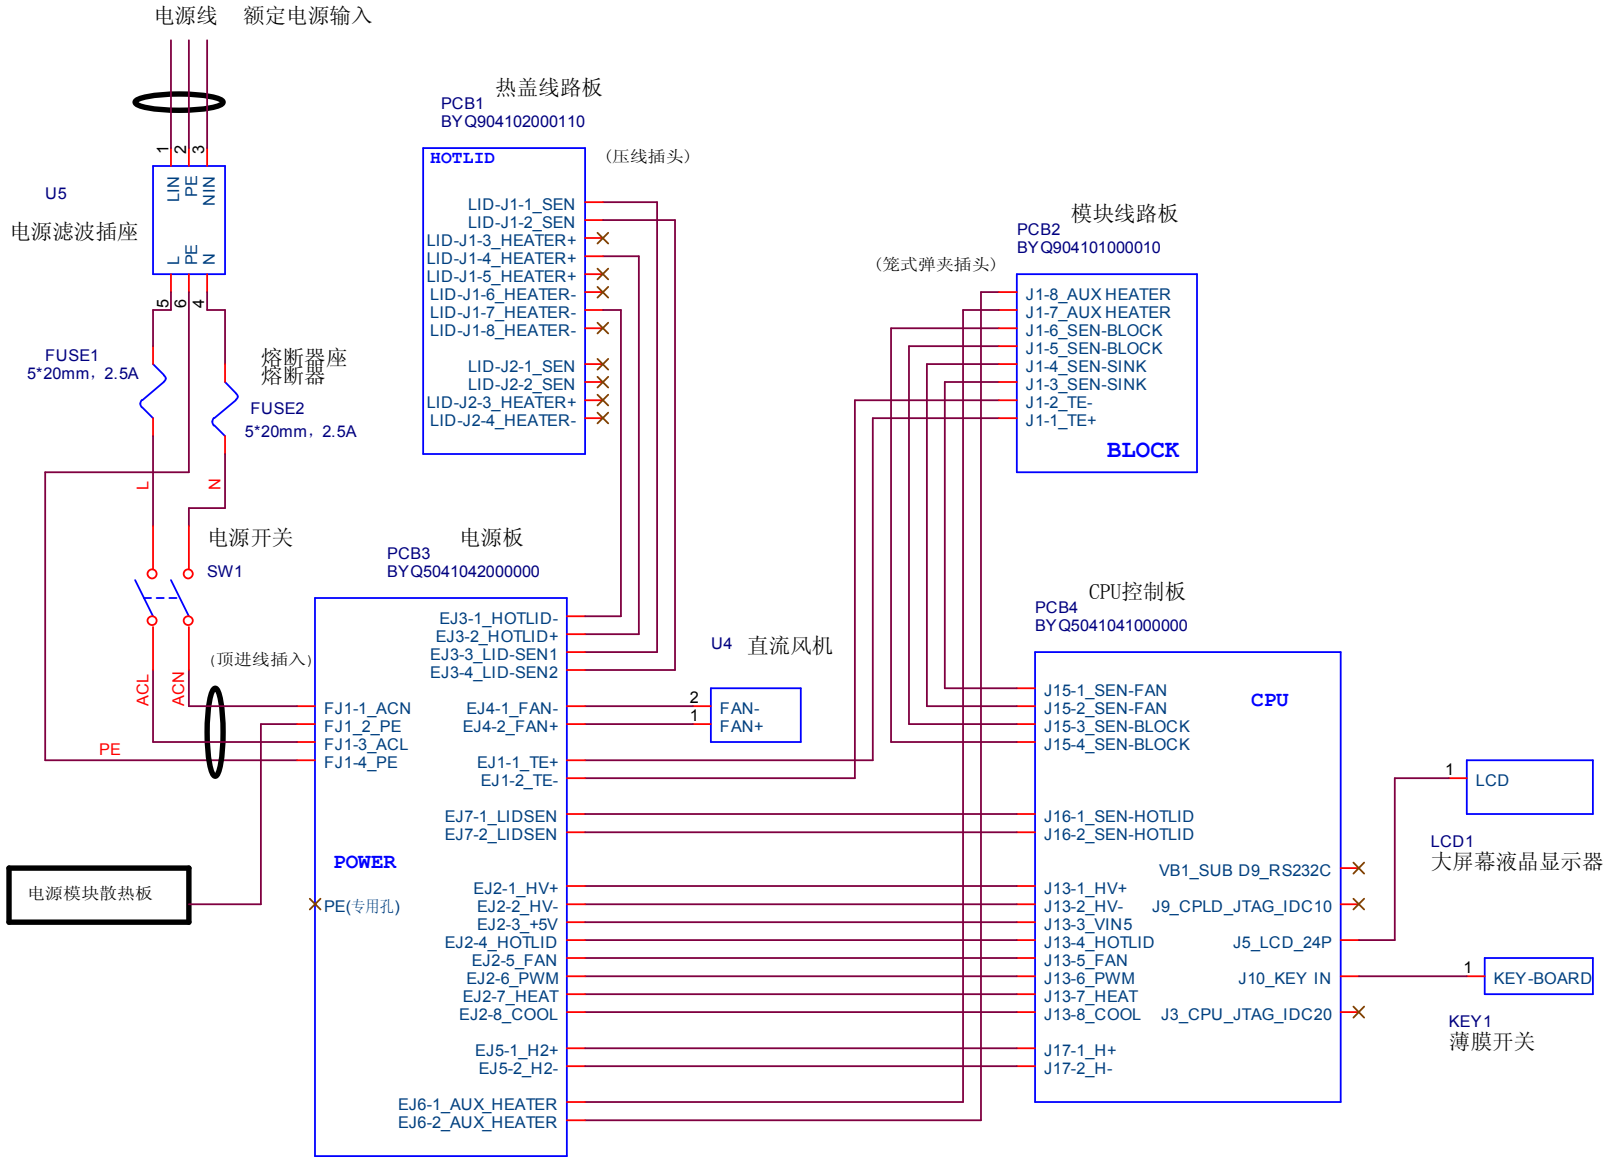 电源线 额定电源输入
1
2
3
LIN
PE
NIN
U5
电源滤波插座
L
PE
N
5
6
4
FUSE1
5*20mm，2.5A
熔断器座
熔断器
FUSE2
5*20mm，2.5A
L
N
电源开关
SW1
ACL
ACN
(顶进线插入)
PE
电源模块散热板
热盖线路板
PCB1
BYQ904102000110
HOTLID
(压线插头)
LID-J1-1_SEN
LID-J1-2_SEN
LID-J1-3_HEATER+
LID-J1-4_HEATER+
LID-J1-5_HEATER+
LID-J1-6_HEATER-
LID-J1-7_HEATER-
LID-J1-8_HEATER-
LID-J2-1_SEN
LID-J2-2_SEN
LID-J2-3_HEATER+
LID-J2-4_HEATER-
模块线路板
PCB2
BYQ904101000010
(笼式弹夹插头)
J1-8_AUX HEATER
J1-7_AUX HEATER
J1-6_SEN-BLOCK
J1-5_SEN-BLOCK
J1-4_SEN-SINK
J1-3_SEN-SINK
J1-2_TE-
J1-1_TE+
BLOCK
电源板
PCB3
BYQ5041042000000
EJ3-1_HOTLID-
EJ3-2_HOTLID+
EJ3-3_LID-SEN1
EJ3-4_LID-SEN2
FJ1-1_ACN
FJ1_2_PE
FJ1-3_ACL
FJ1-4_PE
EJ4-1_FAN-
EJ4-2_FAN+
EJ1-1_TE+
EJ1-2_TE-
EJ7-1_LIDSEN
EJ7-2_LIDSEN
POWER
PE(专用孔)
EJ2-1_HV+
EJ2-2_HV-
EJ2-3_+5V
EJ2-4_HOTLID
EJ2-5_FAN
EJ2-6_PWM
EJ2-7_HEAT
EJ2-8_COOL
EJ5-1_H2+
EJ5-2_H2-
EJ6-1_AUX_HEATER
EJ6-2_AUX_HEATER
U4 直流风机
2
1
FAN-
FAN+
CPU控制板
PCB4
BYQ5041041000000
CPU
J15-1_SEN-FAN
J15-2_SEN-FAN
J15-3_SEN-BLOCK
J15-4_SEN-BLOCK
J16-1_SEN-HOTLID
J16-2_SEN-HOTLID
VB1_SUB D9_RS232C
J13-1_HV+
J13-2_HV-
J9_CPLD_JTAG_IDC10
J13-3_VIN5
J13-4_HOTLID
J5_LCD_24P
J13-5_FAN
J13-6_PWM
J10_KEY IN
J13-7_HEAT
J13-8_COOL
J3_CPU_JTAG_IDC20
J17-1_H+
J17-2_H-
1
LCD
LCD1
大屏幕液晶显示器
1
KEY-BOARD
KEY1
薄膜开关